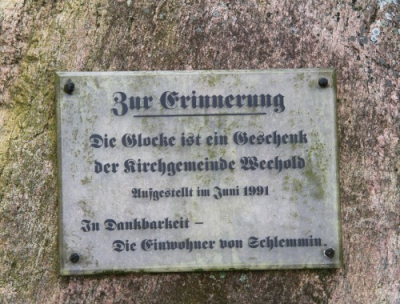 Zur Erinnerung
Die Glocke ist ein Geschenk
der Kirchgemeinde Wechold
Aufgestellt im Juni 1991
In Dankbarkeit –
Die Einwohner von Schlemmin.